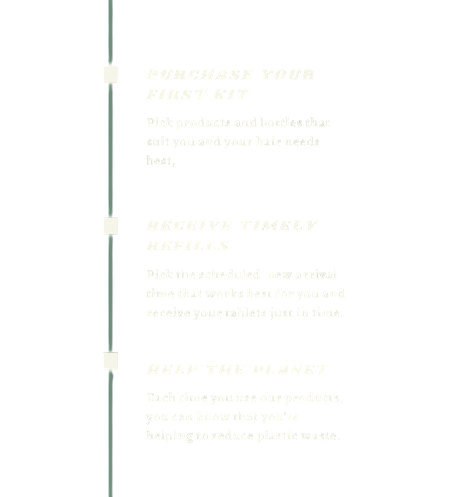 PURCHASE YOUR
FIRST KIT
Pick products and bottles that
suit you and your hair needs
best.
RECEIVE TIMELY
REFILLS
Pick the scheduled, new arrival
time that works best for you and
receive your tablets just in time.
HELP THE PLANET
Each time you use our products,
you can know that you're
helping to reduce plastic waste.